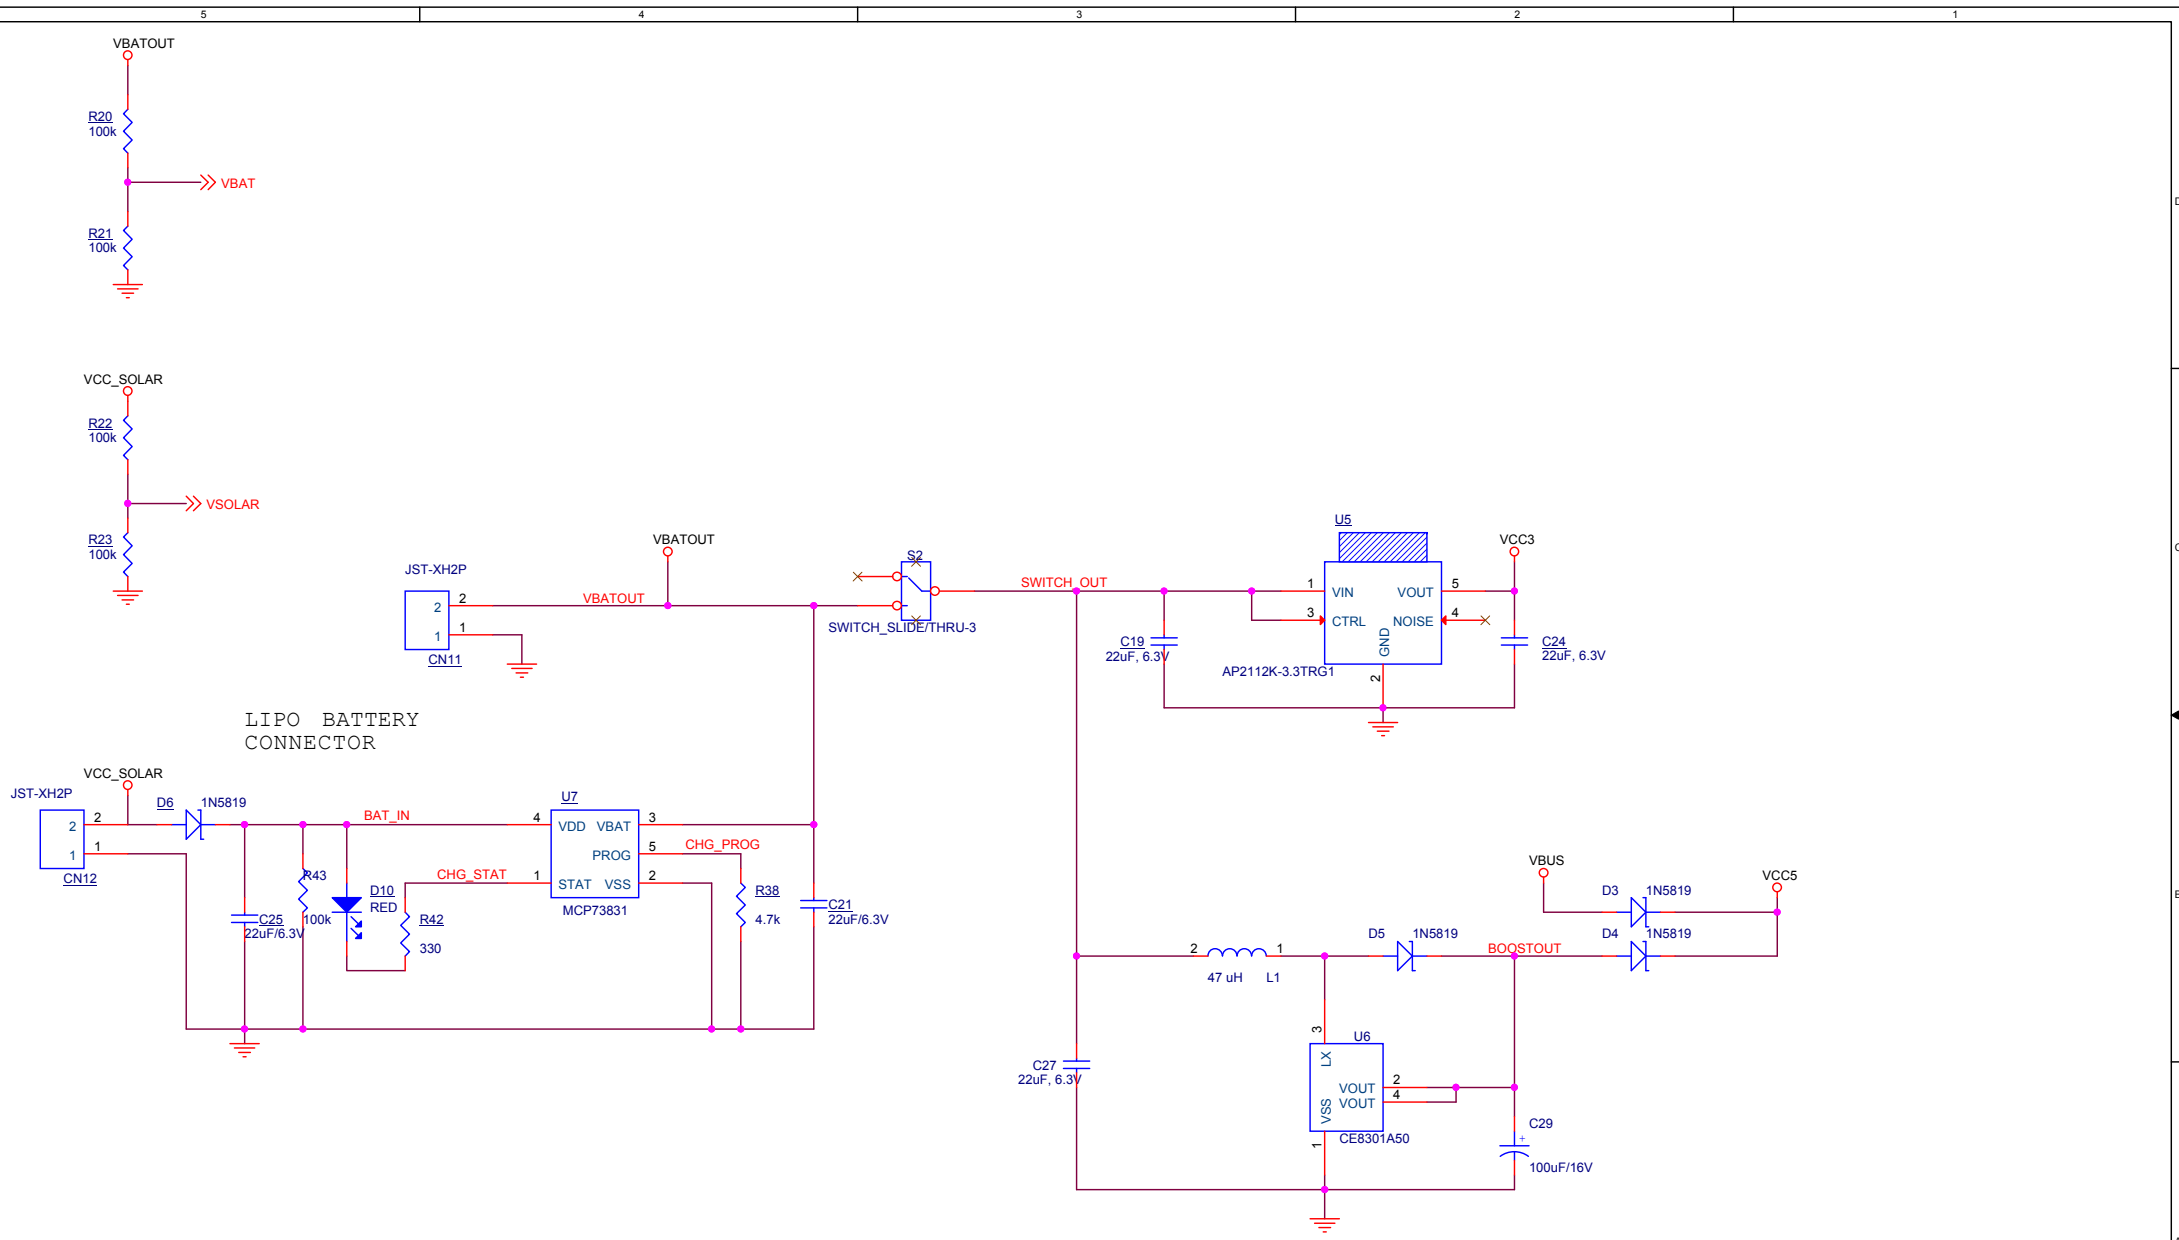 5
4
3
2
1
VBATOUT
R20
100k
VBAT
R21
100k
D
VCC_SOLAR
R22
100k
VSOLAR
R23
100k
JST-XH2P
2
1
2
1
CN11
VBATOUT
VBATOUT
S2
SWITCH_SLIDE/THRU-3
SWITCH_OUT
C19
22uF, 6.3V
U5
1
VIN
VOUT
5
3
CTRL
NOISE
4
GND
2
AP2112K-3.3TRG1
VCC3
C24
22uF, 6.3V
LIPO BATTERY
CONNECTOR
VCC_SOLAR
JST-XH2P
2
1
2
1
CN12
D6
1N5819
BAT_IN
C25
22uF/6.3V
R43
100k
D10
RED
CHG_STAT
R42
330
U7
4
VDD
VBAT
3
PROG
5
1
STAT
VSS
2
MCP73831
CHG_PROG
R38
4.7k
C21
22uF/6.3V
VBUS
D3
1N5819
VCC5
B
2
1
47 uH
L1
D5
1N5819
BOOSTOUT
D4
1N5819
C27
22uF, 6.3V
3
U6
LX
VOUT
2
VOUT
4
VSS
1
CE8301A50
C29
+
100uF/16V